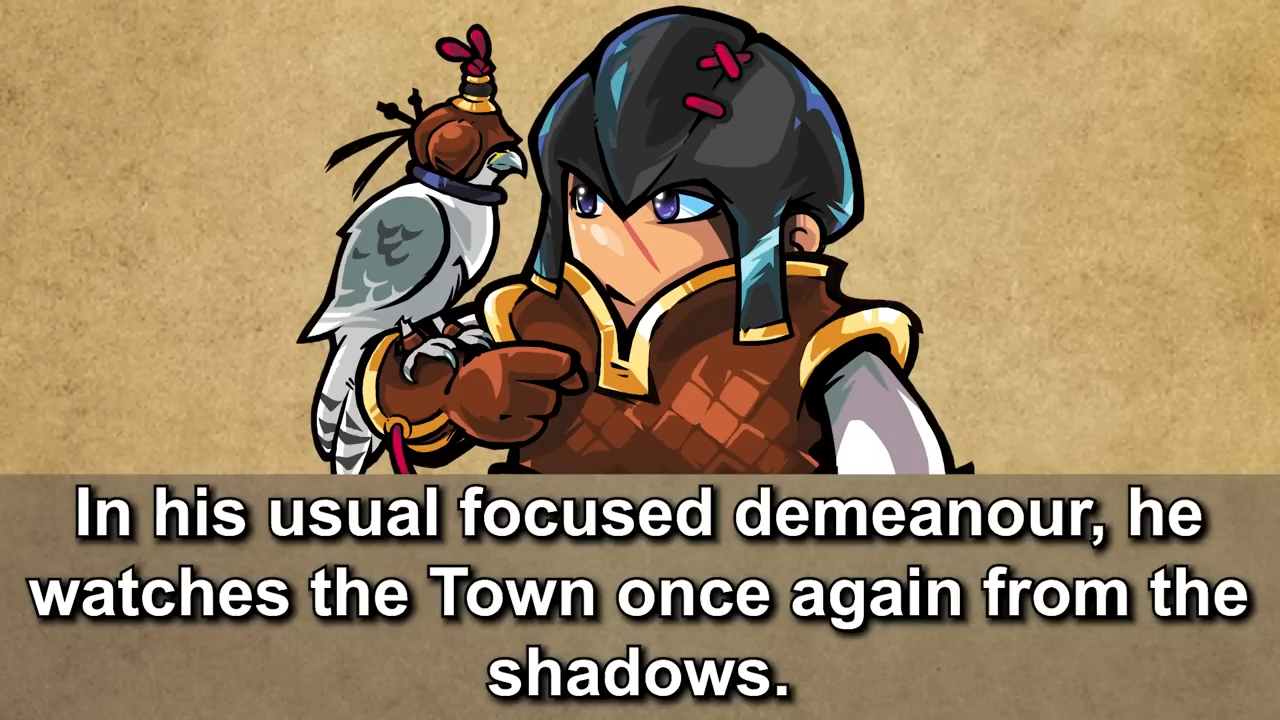 In his usual focused demeanour, he
watches the Town once again from the
shadows.